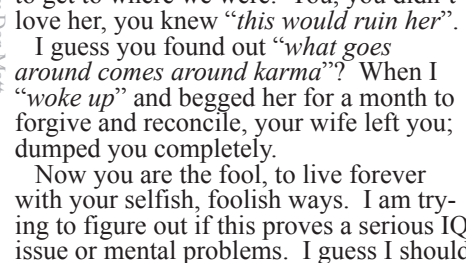 to get to where we were. You, you didn't
love her, you knew “this would ruin her”.
I guess you found out “what goes
around comes around karma”? When I
“woke up” and begged her for a month to
forgive and reconcile, your wife left you;
dumped you completely.
Now you are the fool, to live forever
with your selfish, foolish ways. I am try-
ing to figure out if this proves a serious IQ
issue or mental problems. I guess I should